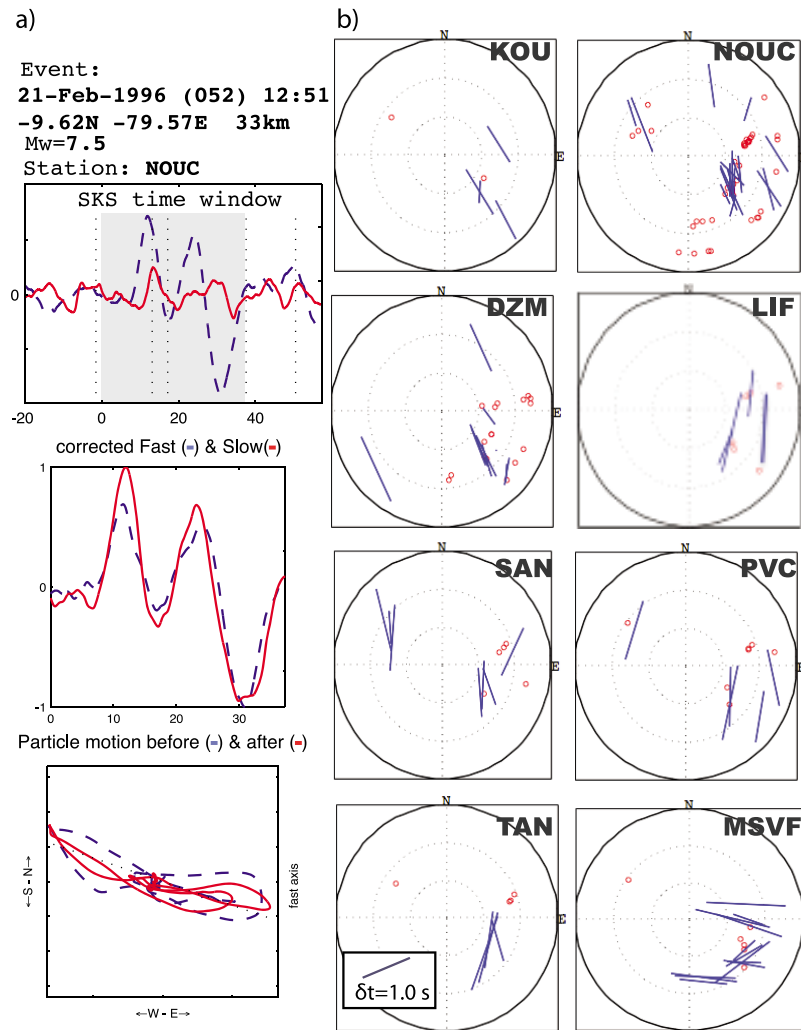 a)
Event:
21-Feb-1996 (052) 12:51
-9.62N -79.57E 33km
Mw=7.5
Station: NOUC
SKS time window
0
-20 0 20 40
corrected Fast (-) & Slow(-)
1
0
-1
0 10 20 30
Particle motion before (-) & after (-)
←S - N→
fast axis
←W - E→
b)
N
KOU
E
N
NOUC
N
DZM
E
N
LIF
N
SAN
E
N
PVC
E
N
TAN
E
δt=1.0 s
N
MSVF
E